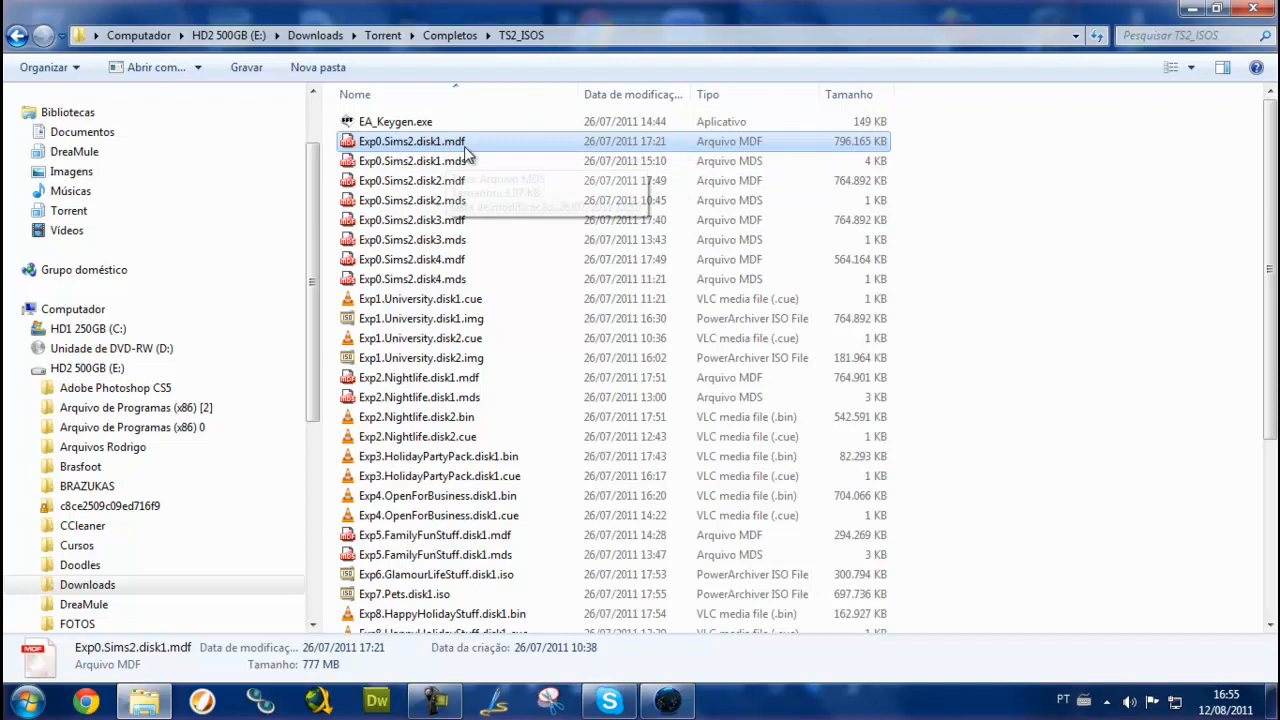 Computador HD2 500GB (E:) Downloads Torrent Completos TS2_ISOS
Pesquisar TS2_ISOS
Organizar Abrir com... Gravar Nova pasta
Nome Data de modificaç... Tipo Tamanho
Bibliotecas
Documentos
DreaMule
Imagens
Músicas
Torrent
Vídeos
Grupo doméstico
Computador
HD1 250GB (C:)
Unidade de DVD-RW (D:)
HD2 500GB (E:)
Adobe Photoshop CS5
Arquivo de Programas (x86) [2]
Arquivo de Programas (x86) 0
Arquivos Rodrigo
Brasfoot
BRAZUKAS
c8ce2509c09ed716f9
CCleaner
Cursos
Doodles
Downloads
DreaMule
FOTOS
EA_Keygen.exe 26/07/2011 14:44 Aplicativo 149 KB
Exp0.Sims2.disk1.mdf 26/07/2011 17:21 Arquivo MDF 796.165 KB
Exp0.Sims2.disk1.mds 26/07/2011 15:10 Arquivo MDS 4 KB
Exp0.Sims2.disk2.mdf 26/07/2011 17:49 Arquivo MDF 764.892 KB
Exp0.Sims2.disk2.mds 26/07/2011 10:45 Arquivo MDS 1 KB
Exp0.Sims2.disk3.mdf 26/07/2011 17:40 Arquivo MDF 764.892 KB
Exp0.Sims2.disk3.mds 26/07/2011 13:43 Arquivo MDS 1 KB
Exp0.Sims2.disk4.mdf 26/07/2011 17:49 Arquivo MDF 564.164 KB
Exp0.Sims2.disk4.mds 26/07/2011 11:21 Arquivo MDS 1 KB
Exp1.University.disk1.cue 26/07/2011 11:21 VLC media file (.cue) 1 KB
Exp1.University.disk1.img 26/07/2011 16:30 PowerArchiver ISO File 764.892 KB
Exp1.University.disk2.cue 26/07/2011 10:36 VLC media file (.cue) 1 KB
Exp1.University.disk2.img 26/07/2011 16:02 PowerArchiver ISO File 181.964 KB
Exp2.Nightlife.disk1.mdf 26/07/2011 17:51 Arquivo MDF 764.901 KB
Exp2.Nightlife.disk1.mds 26/07/2011 13:00 Arquivo MDS 3 KB
Exp2.Nightlife.disk2.bin 26/07/2011 17:51 VLC media file (.bin) 542.591 KB
Exp2.Nightlife.disk2.cue 26/07/2011 12:43 VLC media file (.cue) 1 KB
Exp3.HolidayPartyPack.disk1.bin 26/07/2011 17:43 VLC media file (.bin) 82.293 KB
Exp3.HolidayPartyPack.disk1.cue 26/07/2011 16:17 VLC media file (.cue) 1 KB
Exp4.OpenForBusiness.disk1.bin 26/07/2011 16:20 VLC media file (.bin) 704.066 KB
Exp4.OpenForBusiness.disk1.cue 26/07/2011 14:22 VLC media file (.cue) 1 KB
Exp5.FamilyFunStuff.disk1.mdf 26/07/2011 14:28 Arquivo MDF 294.269 KB
Exp5.FamilyFunStuff.disk1.mds 26/07/2011 13:47 Arquivo MDS 3 KB
Exp6.GlamourLifeStuff.disk1.iso 26/07/2011 17:53 PowerArchiver ISO File 300.794 KB
Exp7.Pets.disk1.iso 26/07/2011 17:55 PowerArchiver ISO File 697.736 KB
Exp8.HappyHolidayStuff.disk1.bin 26/07/2011 17:54 VLC media file (.bin) 162.927 KB
Exp0.Sims2.disk1.mdf Data de modificaç... 26/07/2011 17:21 Data da criação: 26/07/2011 10:38
Arquivo MDF Tamanho: 777 MB
PT
16:55
12/08/2011